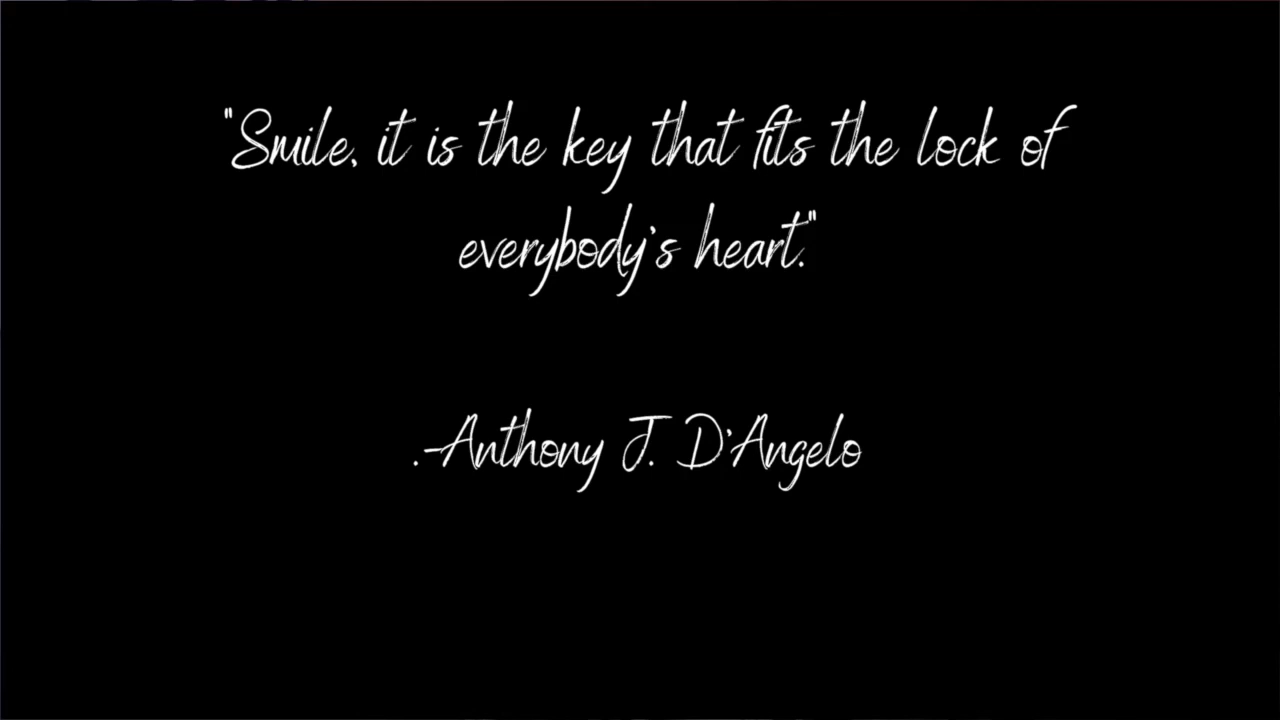 "Smile, it is the key that fits the lock of
everybody's heart."
.-Anthony J. D'Angelo